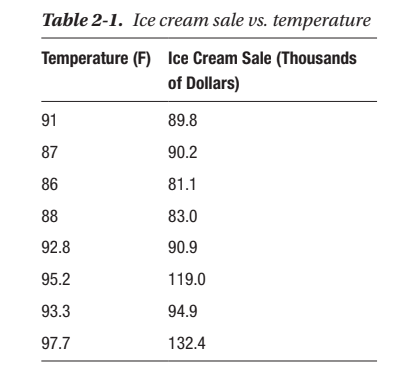 Table 2-1. Ice cream sale vs. temperature
Temperature (F) Ice Cream Sale (Thousands
of Dollars)
91 89.8
87 90.2
86 81.1
88 83.0
92.8 90.9
95.2 119.0
93.3 94.9
97.7 132.4